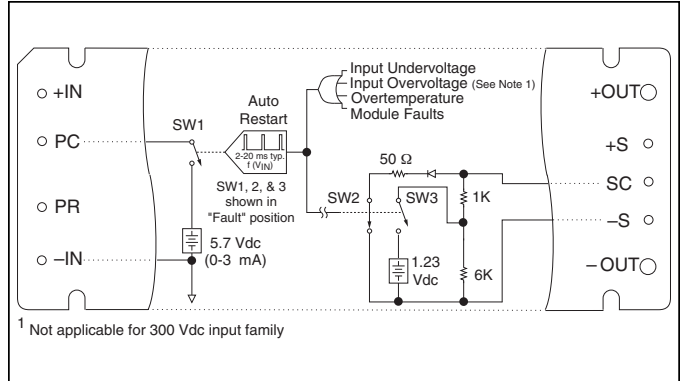 +IN
PC
PR
–IN
SW1
Auto
Restart
2-20 ms typ.
f (VIN)
SW1, 2, & 3
shown in
"Fault" position
5.7 Vdc
(0-3 mA)
Input Undervoltage
Input Overvoltage (See Note 1)
Overtemperature
Module Faults
50 Ω
SW2
SW3
1K
1.23
Vdc
6K
+OUT
+S
SC
–S
–OUT
1 Not applicable for 300 Vdc input family